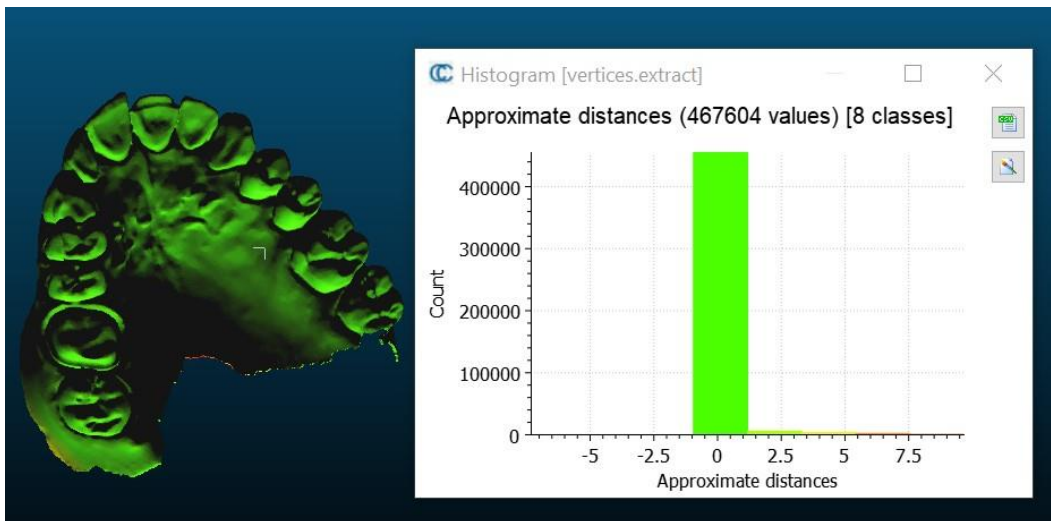 Histogram [vertices.extract]
Approximate distances (467604 values) [8 classes]
400000
300000
200000
100000
0
Count
-5 -2.5 0 2.5 5 7.5
Approximate distances